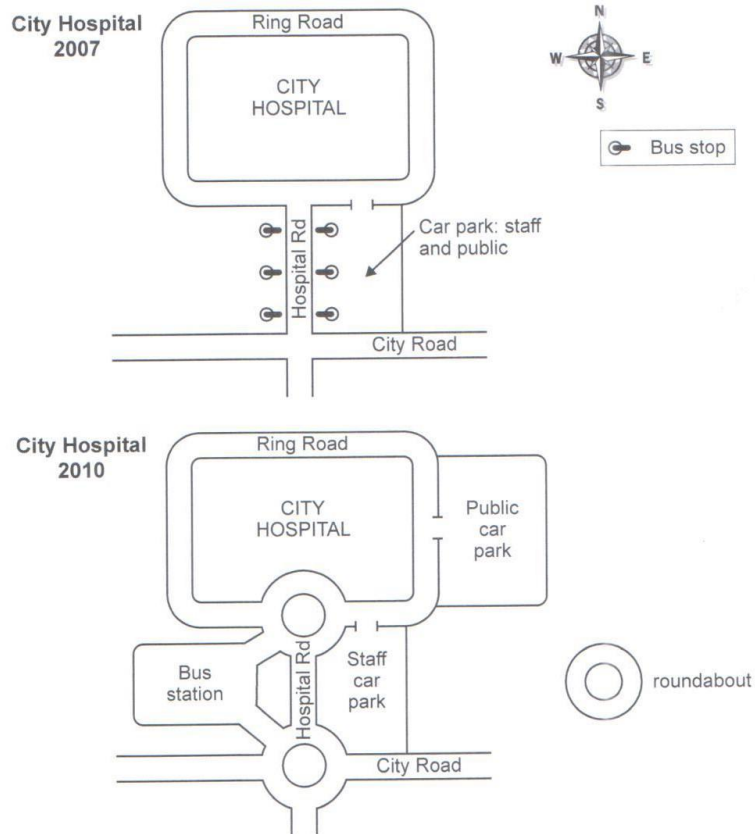 City Hospital
2007
Ring Road
CITY
HOSPITAL
N
W
E
S
Bus stop
Hospital Rd
Car park: staff
and public
City Road
City Hospital
2010
Ring Road
CITY
HOSPITAL
Public
car
park
Bus
station
Hospital Rd
Staff
car
park
roundabout
City Road